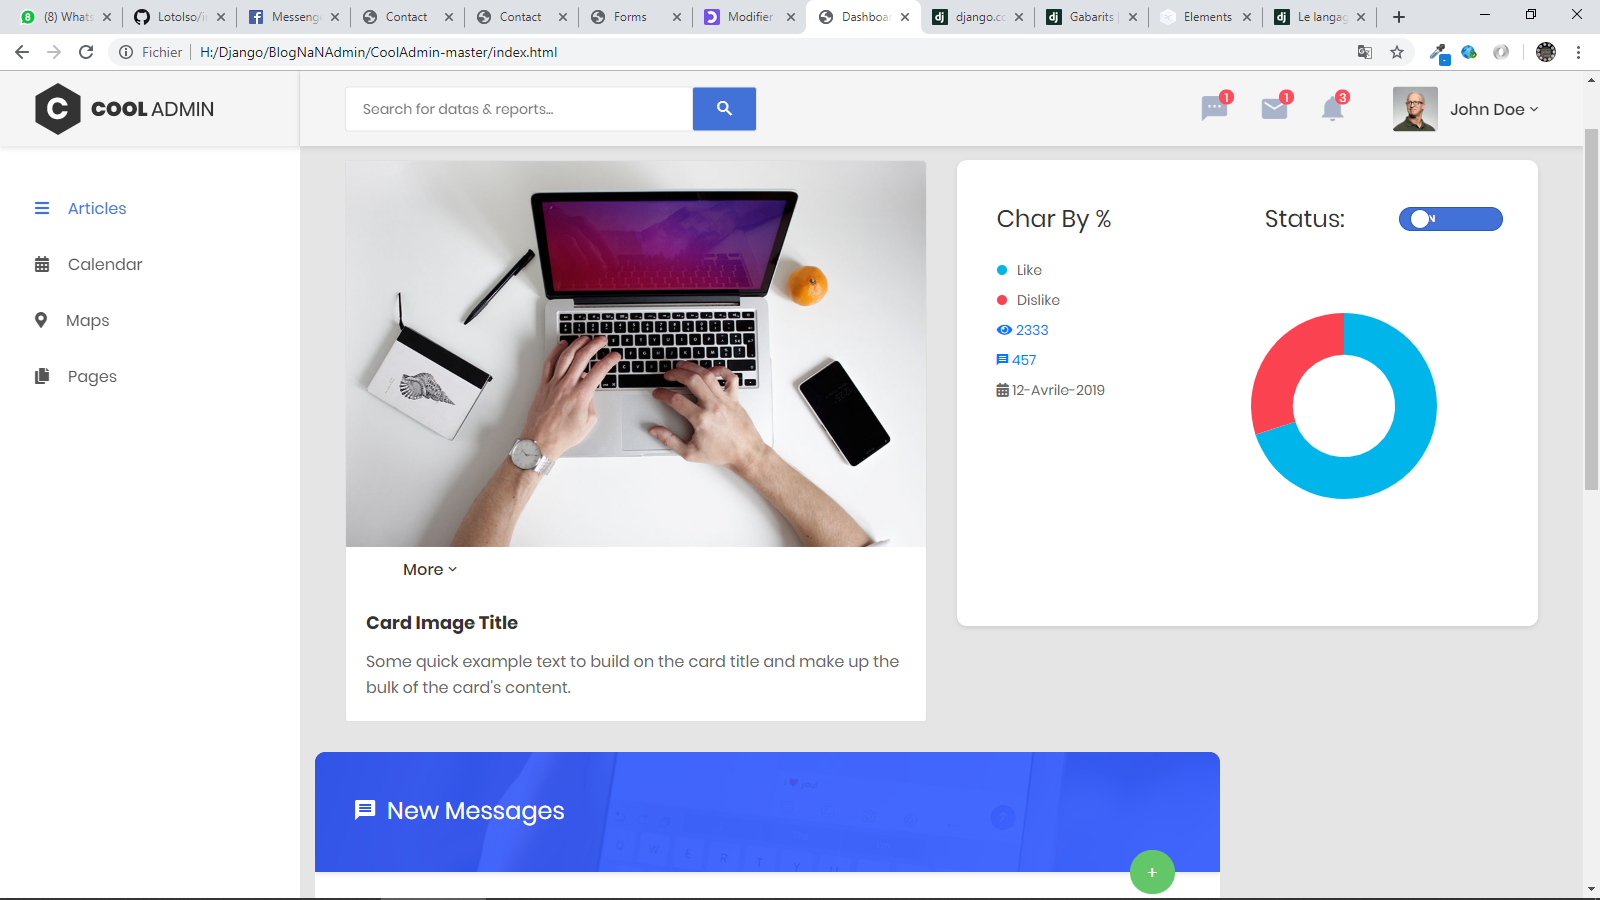 (8) Whats
Lotolso/i
Messeng
Contact
Contact
Forms
Modifier
Dashboar
django.co
Gabarits
Elements
Le langag
Fichier
H:/Django/BlogNaNAdmin/CoolAdmin-master/index.html
COOL ADMIN
Search for datas & reports...
1
1
3
John Doe
Articles
Calendar
Maps
Pages
Char By %
Status:
N
Like
Dislike
2333
457
12-Avrile-2019
More
Card Image Title
Some quick example text to build on the card title and make up the
bulk of the card's content.
New Messages
+